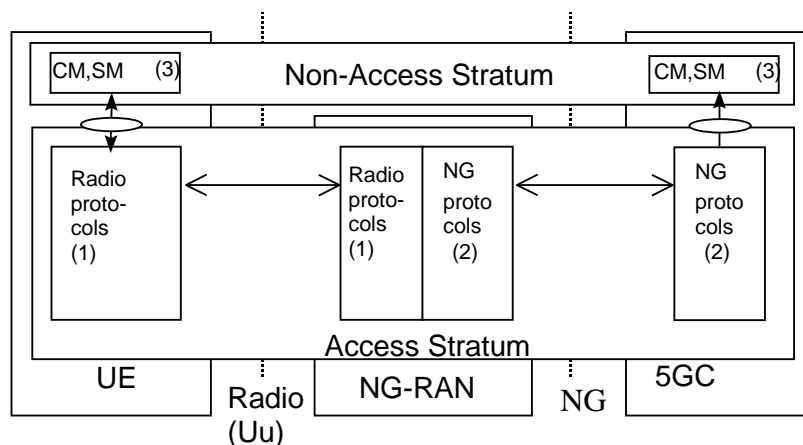 CM,SM (3)
Non-Access Stratum
CM,SM (3)
Radio
proto-
cols
(1)
Radio
proto-
cols
(1)
NG
proto
cols
(2)
NG
proto
cols
(2)
Access Stratum
UE
Radio
(Uu)
NG-RAN
NG
5GC